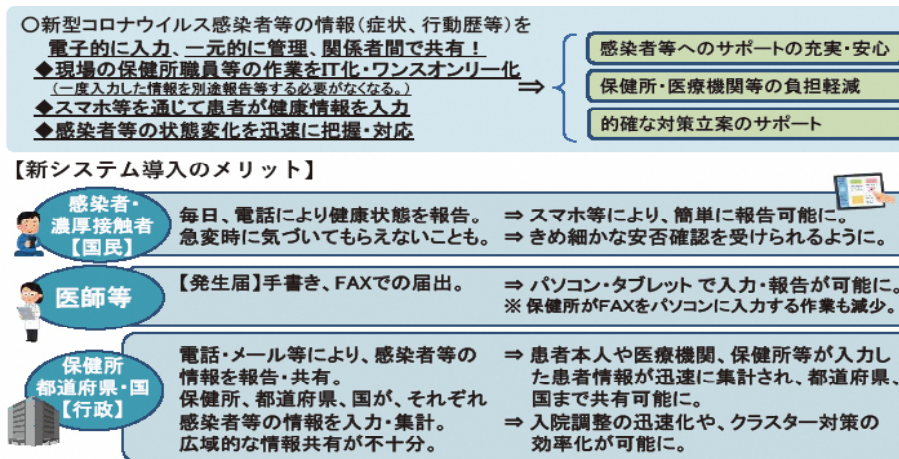 ○新型コロナウイルス感染者等の情報(症状、行動歴等)を
電子的に入力、一元的に管理、関係者間で共有！
◆現場の保健所職員等の作業をIT化・ワンスオンリー化
(一度入力した情報を別途報告等する必要がなくなる。)
◆スマホ等を通じて患者が健康情報を入力
◆感染者等の状態変化を迅速に把握・対応
⇒
感染者等へのサポートの充実・安心
保健所・医療機関等の負担軽減
的確な対策立案のサポート
【新システム導入のメリット】
感染者・
濃厚接触者
【国民】
毎日、電話により健康状態を報告。
急変時に気づいてもらえないことも。
⇒ スマホ等により、簡単に報告可能に。
⇒ きめ細かな安否確認を受けられるように。
医師等
【発生届】手書き、FAXでの届出。
⇒ パソコン・タブレット で入力・報告が可能に。
※ 保健所がFAXをパソコンに入力する作業も減少。
保健所
都道府県・国
【行政】
電話・メール等により、感染者等の
情報を報告・共有。
保健所、都道府県、国が、それぞれ
感染者等の情報を入力・集計。
広域的な情報共有が不十分。
⇒ 患者本人や医療機関、保健所等が入力し
た患者情報が迅速に集計され、都道府県、
国まで共有可能に。
⇒ 入院調整の迅速化や、クラスター対策の
効率化が可能に。